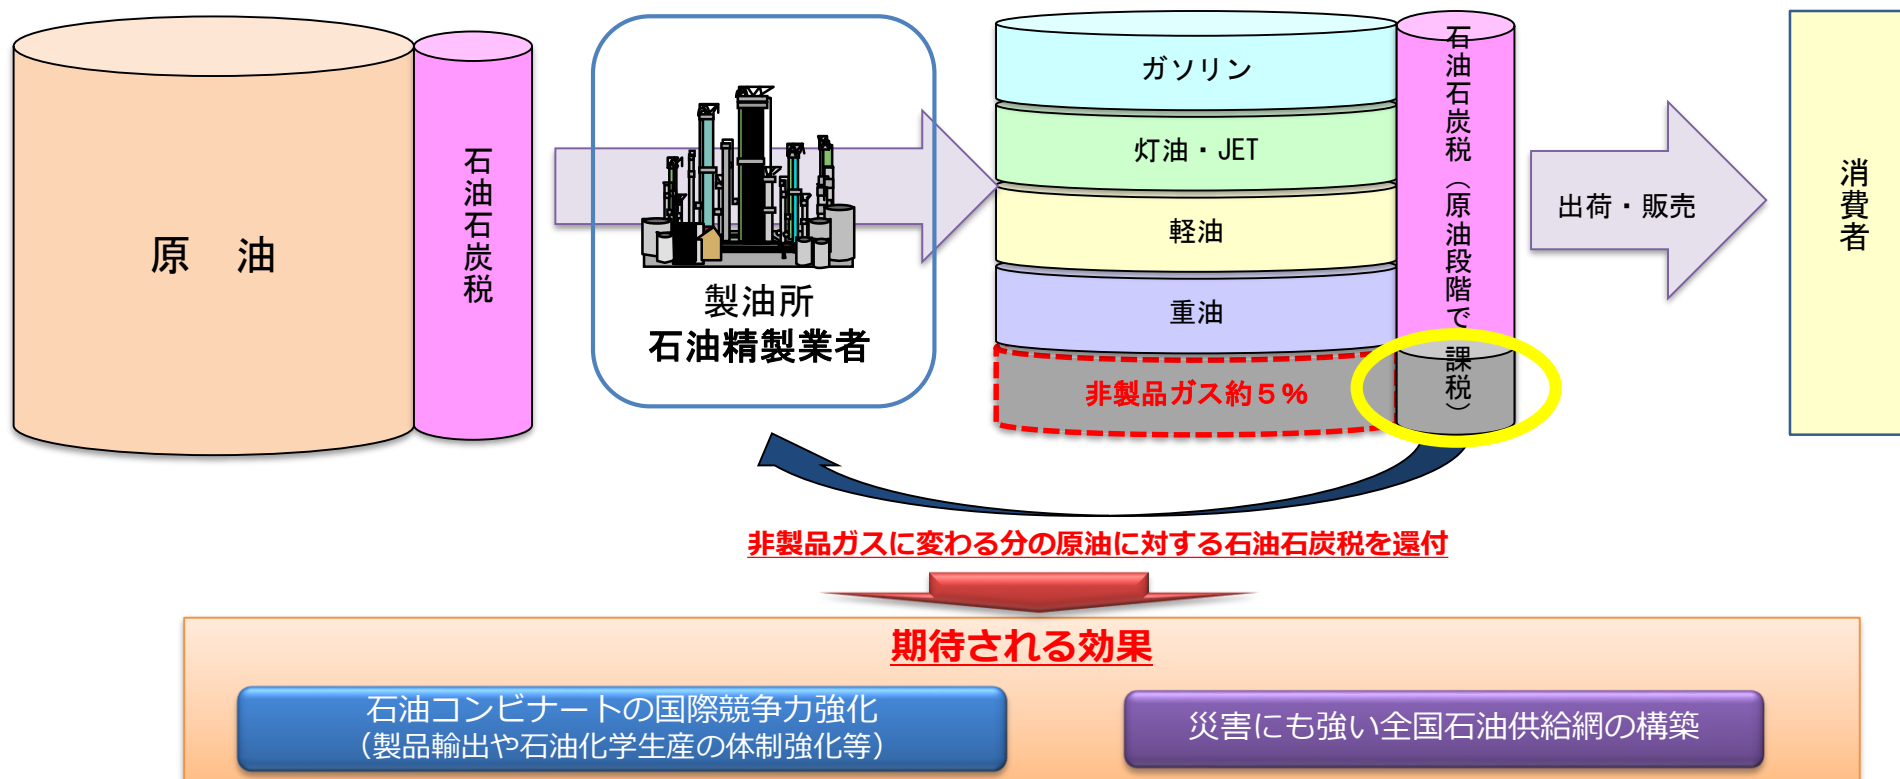 原　油
石油石炭税
製油所
石油精製業者
ガソリン
灯油・JET
軽油
重油
非製品ガス約５％
石油石炭税（原油段階で課税）
出荷・販売
消費者
非製品ガスに変わる分の原油に対する石油石炭税を還付
期待される効果
石油コンビナートの国際競争力強化
（製品輸出や石油化学生産の体制強化等）
災害にも強い全国石油供給網の構築